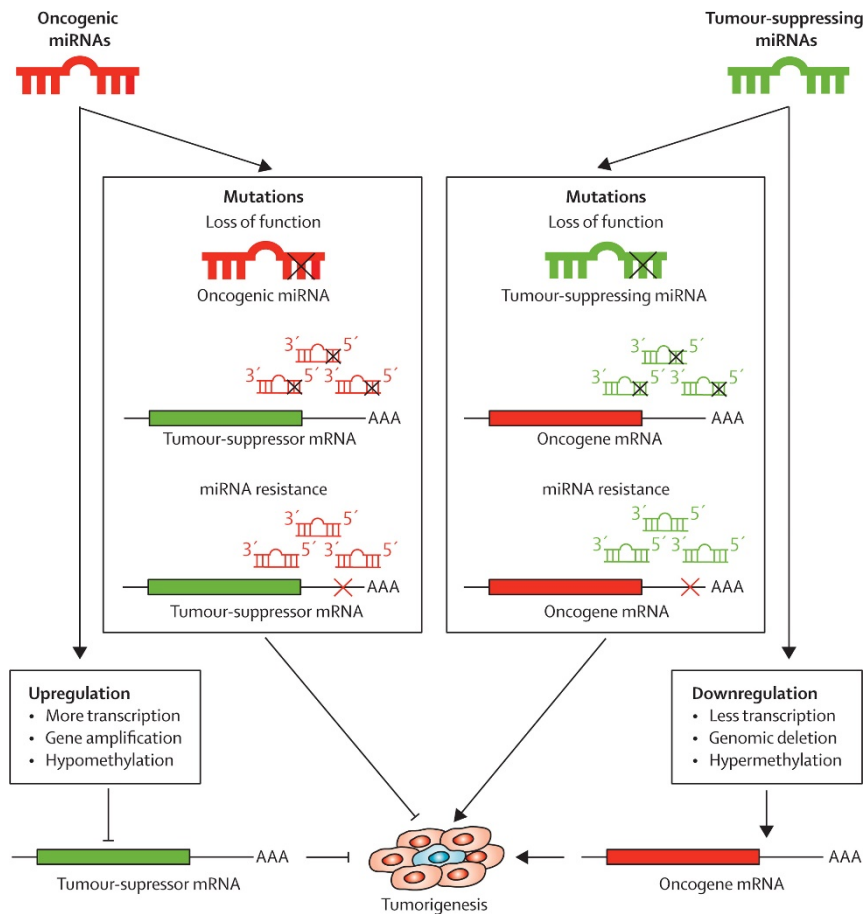 Oncogenic
miRNAs
Tumour-suppressing
miRNAs
Mutations
Loss of function
Oncogenic miRNA
3´ 5´
3´ 5´ 3´ 5´
AAA
Tumour-suppressor mRNA
miRNA resistance
3´ 5´
3´ 5´ 3´ 5´
AAA
Tumour-suppressor mRNA
Mutations
Loss of function
Tumour-suppressing miRNA
3´ 5´
3´ 5´ 3´ 5´
AAA
Oncogene mRNA
miRNA resistance
3´ 5´
3´ 5´ 3´ 5´
AAA
Oncogene mRNA
Upregulation
• More transcription
• Gene amplification
• Hypomethylation
Downregulation
• Less transcription
• Genomic deletion
• Hypermethylation
AAA
Tumour-supressor mRNA
Tumorigenesis
AAA
Oncogene mRNA